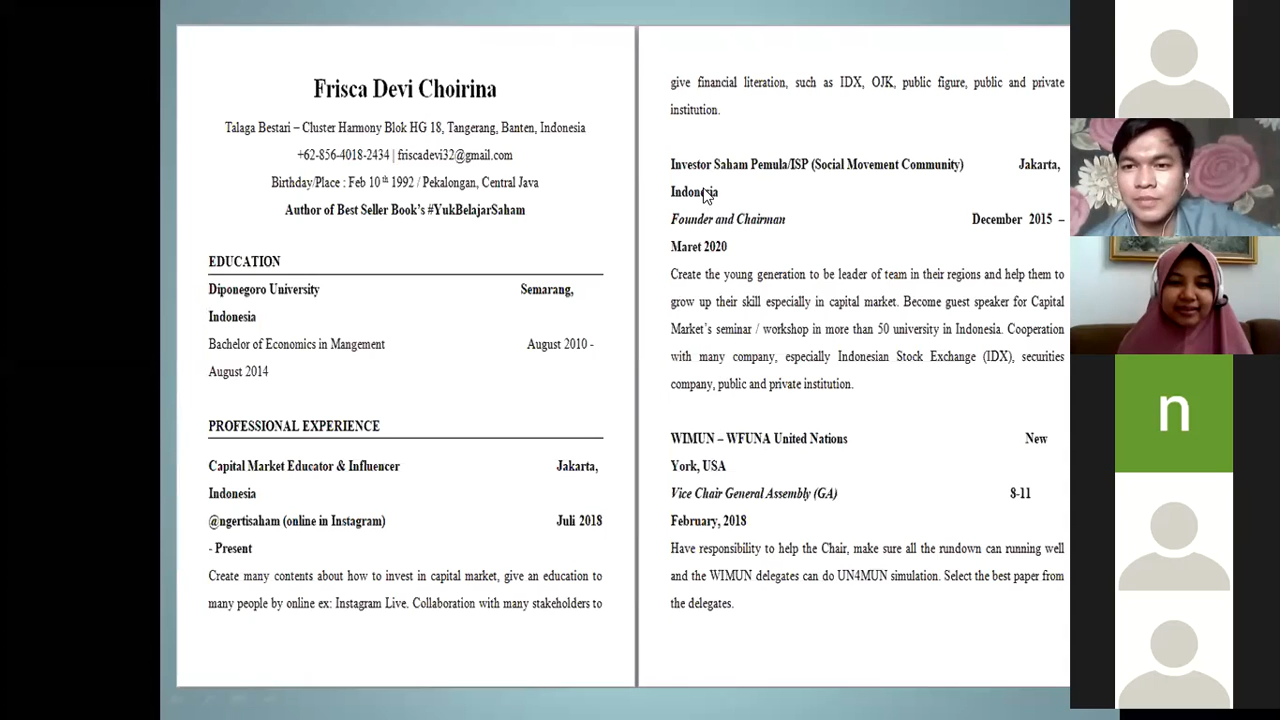 Frisca Devi Choirina
Talaga Bestari – Cluster Harmony Blok HG 18, Tangerang, Banten, Indonesia
+62-856-4018-2434 | friscadevi32@gmail.com
Birthday/Place : Feb 10th 1992 / Pekalongan, Central Java
Author of Best Seller Book's #YukBelajarSaham
EDUCATION
Diponegoro University Semarang,
Indonesia
Bachelor of Economics in Mangement August 2010 -
August 2014
PROFESSIONAL EXPERIENCE
Capital Market Educator & Influencer Jakarta,
Indonesia
@ngertisaham (online in Instagram) Juli 2018
- Present
Create many contents about how to invest in capital market, give an education to
many people by online ex: Instagram Live. Collaboration with many stakeholders to
give financial literation, such as IDX, OJK, public figure, public and private
institution.
Investor Saham Pemula/ISP (Social Movement Community) Jakarta,
Indonesia
Founder and Chairman December 2015 –
Maret 2020
Create the young generation to be leader of team in their regions and help them to
grow up their skill especially in capital market. Become guest speaker for Capital
Market's seminar / workshop in more than 50 university in Indonesia. Cooperation
with many company, especially Indonesian Stock Exchange (IDX), securities
company, public and private institution.
WIMUN – WFUNA United Nations New
York, USA
Vice Chair General Assembly (GA) 8-11
February, 2018
Have responsibility to help the Chair, make sure all the rundown can running well
and the WIMUN delegates can do UN4MUN simulation. Select the best paper from
the delegates.
n